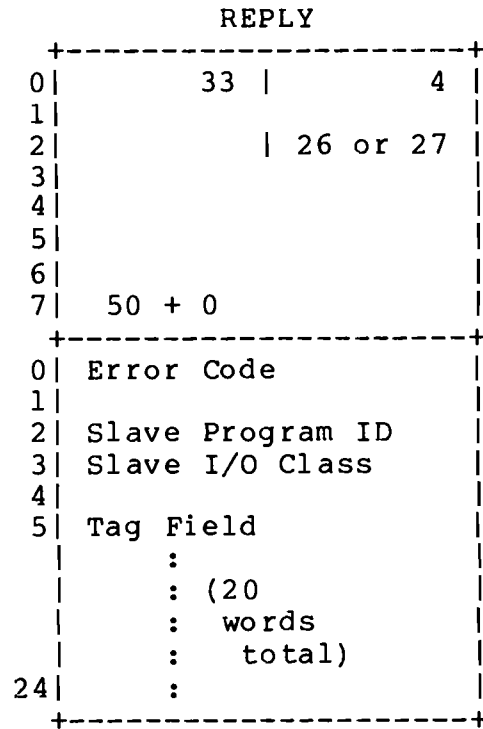 REPLY
+-----------------------+
0| 33 | 4 |
1| |
2| | 26 or 27 |
3| |
4| |
5| |
6| |
7| 50 + 0 |
+-----------------------+
0| Error Code |
1| |
2| Slave Program ID |
3| Slave I/O Class |
4| |
5| Tag Field |
| : |
| : (20 |
| : words |
| : total) |
24| : |
+-----------------------+